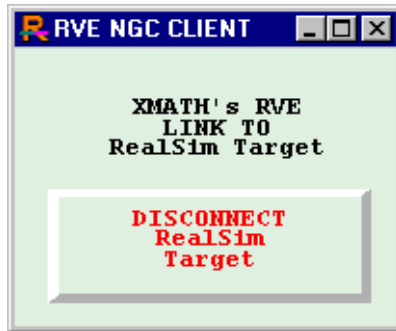 RVE NGC CLIENT
XMATH's RVE
LINK TO
RealSim Target
DISCONNECT
RealSim
Target